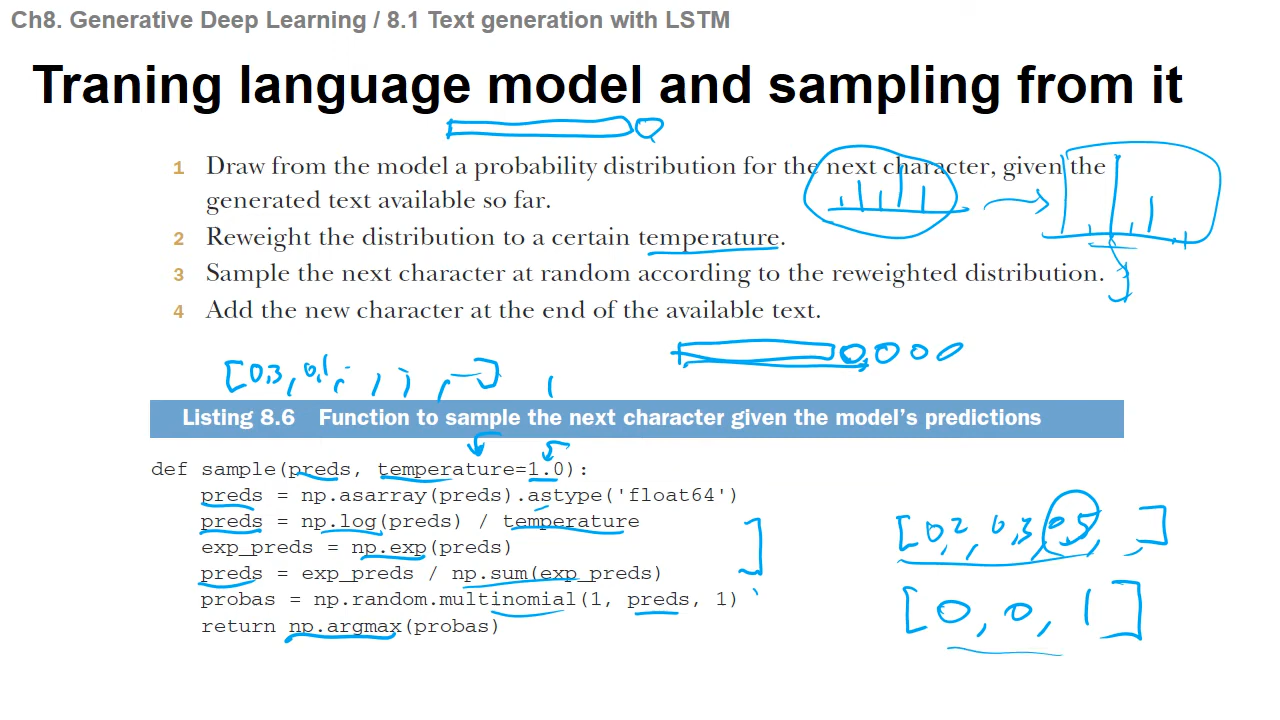 Ch8. Generative Deep Learning / 8.1 Text generation with LSTM
Traning language model and sampling from it
1 Draw from the model a probability distribution for the next character, given the
generated text available so far.
2 Reweight the distribution to a certain temperature.
3 Sample the next character at random according to the reweighted distribution.
4 Add the new character at the end of the available text.
[0,3, 0,1, , , , ]
1
Listing 8.6 Function to sample the next character given the model's predictions
def sample(preds, temperature=1.0):
preds = np.asarray(preds).astype('float64')
preds = np.log(preds) / temperature
exp_preds = np.exp(preds)
preds = exp_preds / np.sum(exp_preds)
probas = np.random.multinomial(1, preds, 1)
return np.argmax(probas)
[0,2, 0,3, 0,5, , ]
[0, 0, 1]